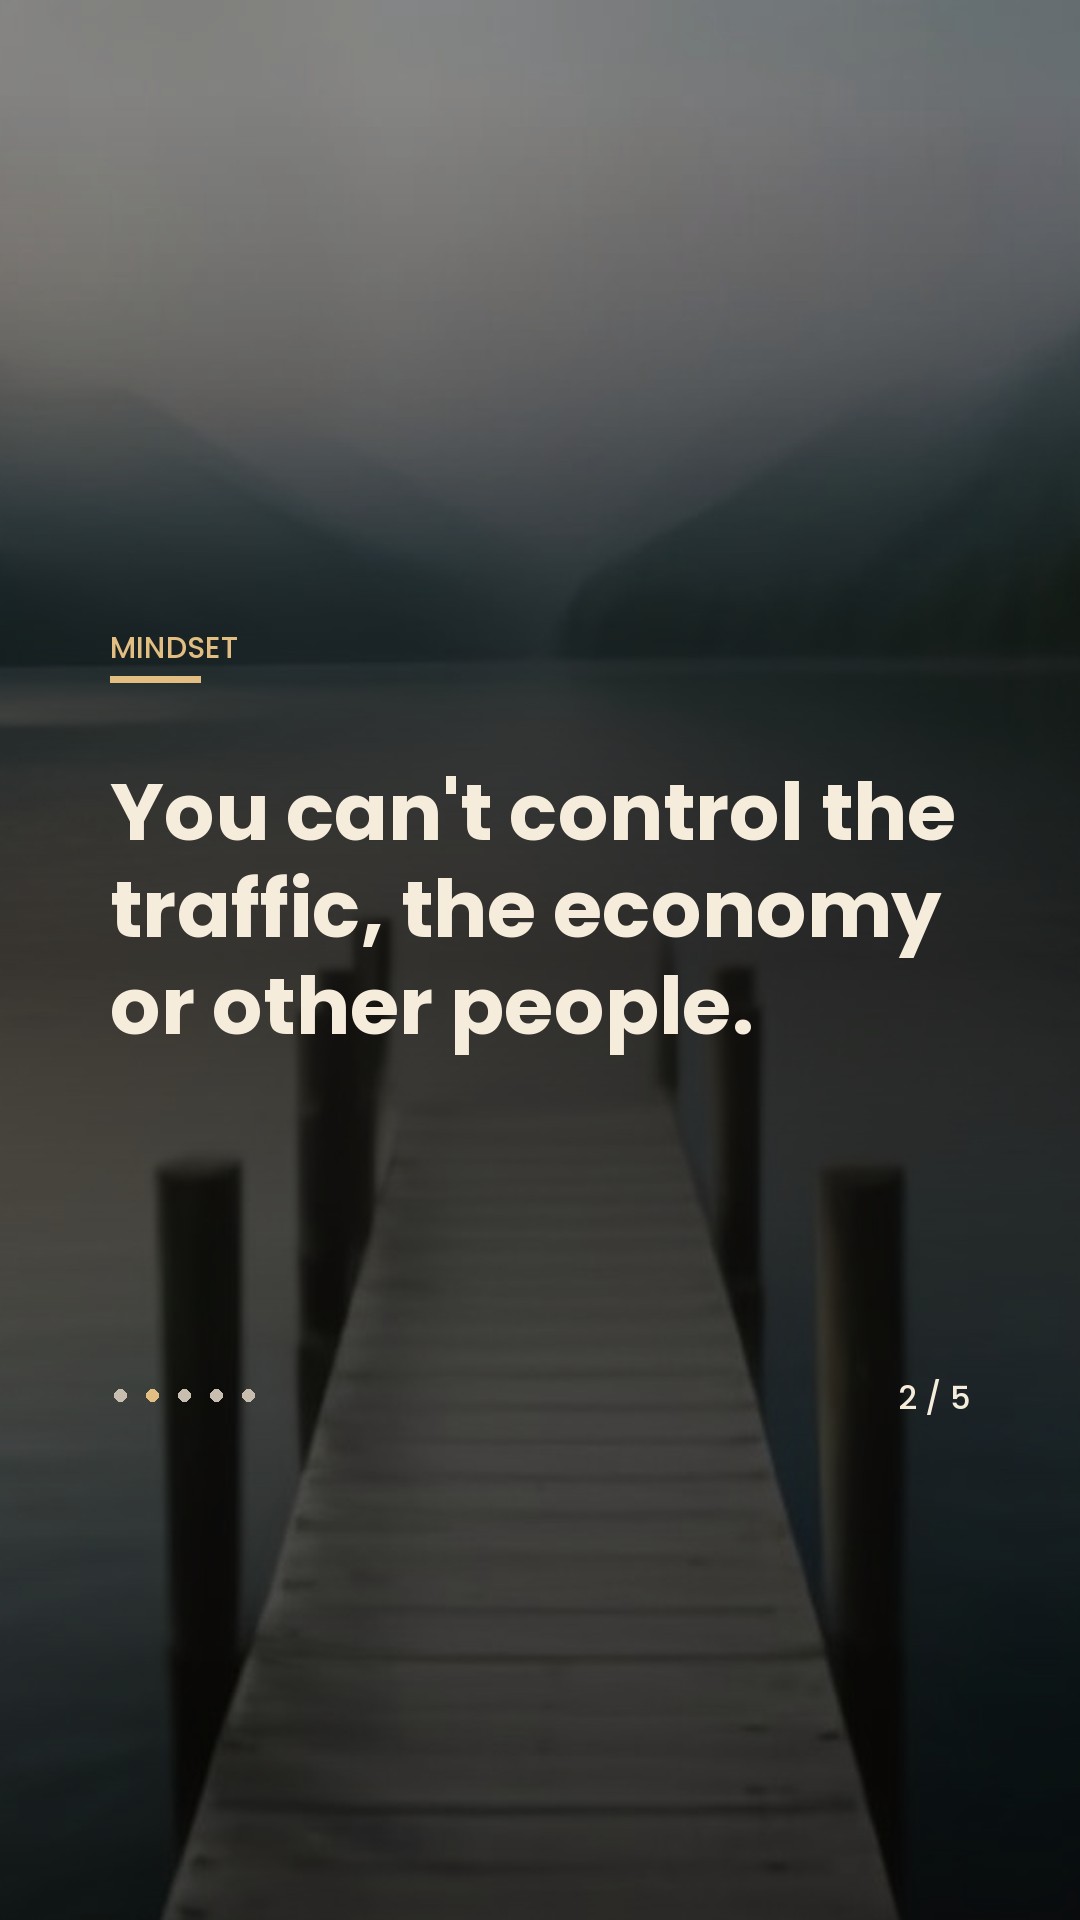 MINDSET
You can't control the
traffic, the economy
or other people.
2 / 5